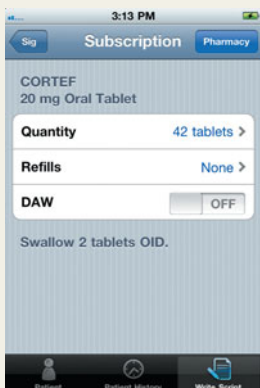 3:13 PM
Sig
Subscription
Pharmacy
CORTEF
20 mg Oral Tablet
Quantity
42 tablets >
Refills
None >
DAW
OFF
Swallow 2 tablets OID.
Patient
Patient History
Write Script